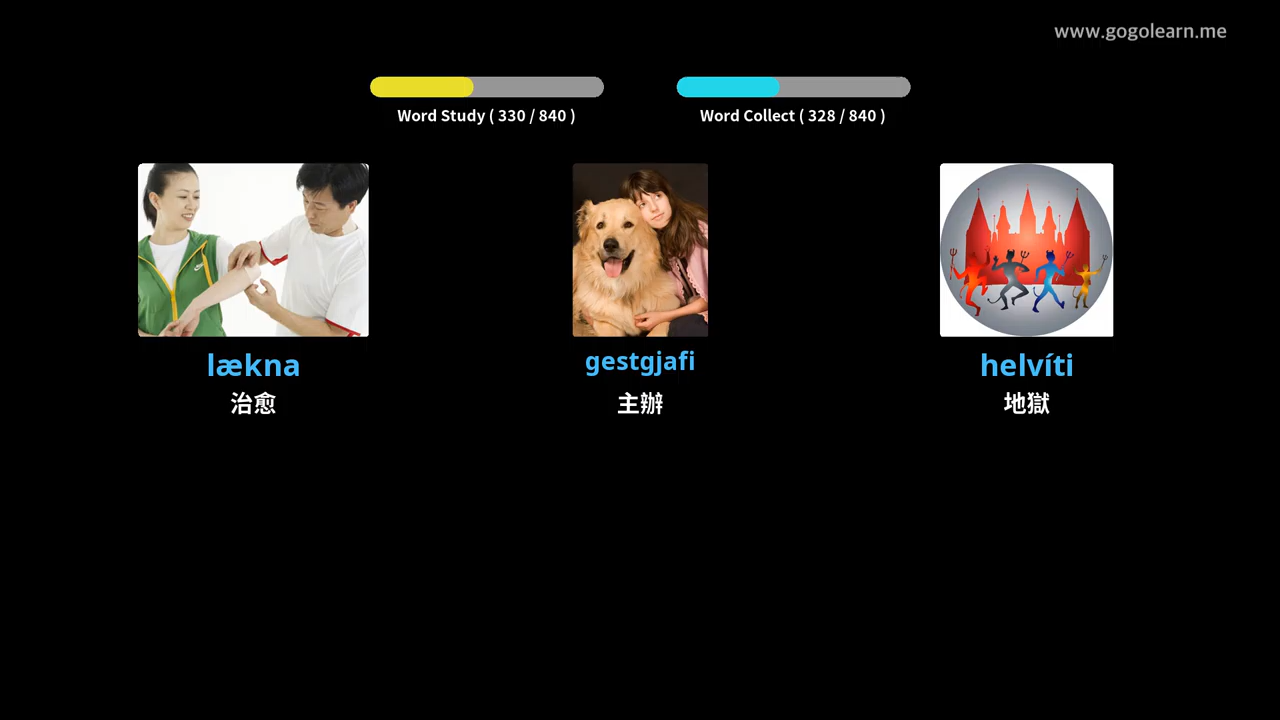 www.gogolearn.me
Word Study ( 330 / 840 )
Word Collect ( 328 / 840 )
lækna
gestgjafi
helvíti
治愈
主辦
地獄